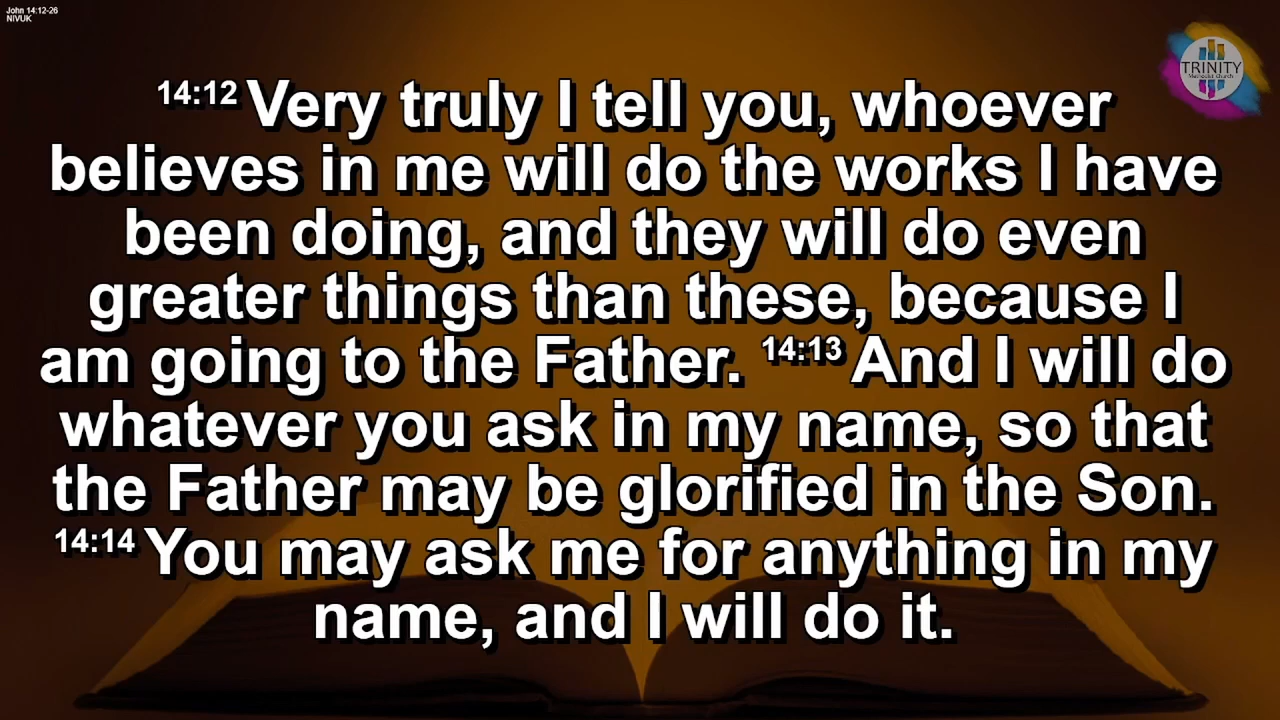 John 14:12-26
NIVUK
TRINITY
Methodist church
14:12 Very truly I tell you, whoever
believes in me will do the works I have
been doing, and they will do even
greater things than these, because I
am going to the Father. 14:13 And I will do
whatever you ask in my name, so that
the Father may be glorified in the Son.
14:14 You may ask me for anything in my
name, and I will do it.